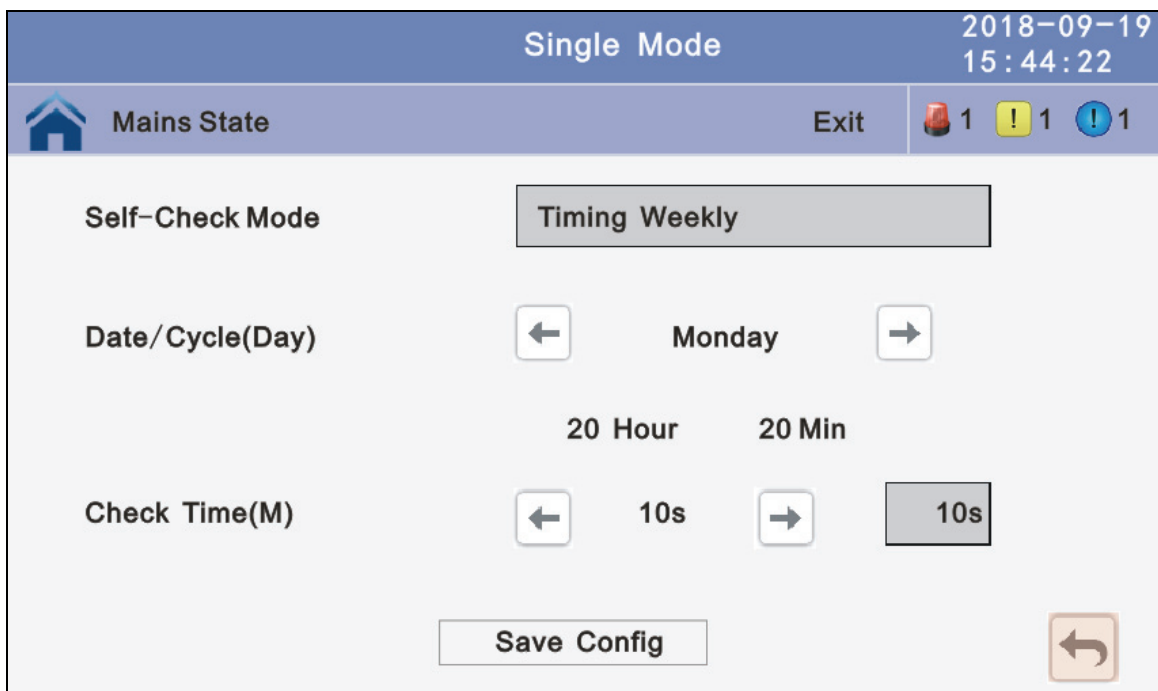 Single Mode
2018-09-19
15:44:22
Mains State Exit 1 ! 1 ! 1
Self-Check Mode Timing Weekly
Date/Cycle(Day) Monday
20 Hour 20 Min
Check Time(M) 10s 10s
Save Config